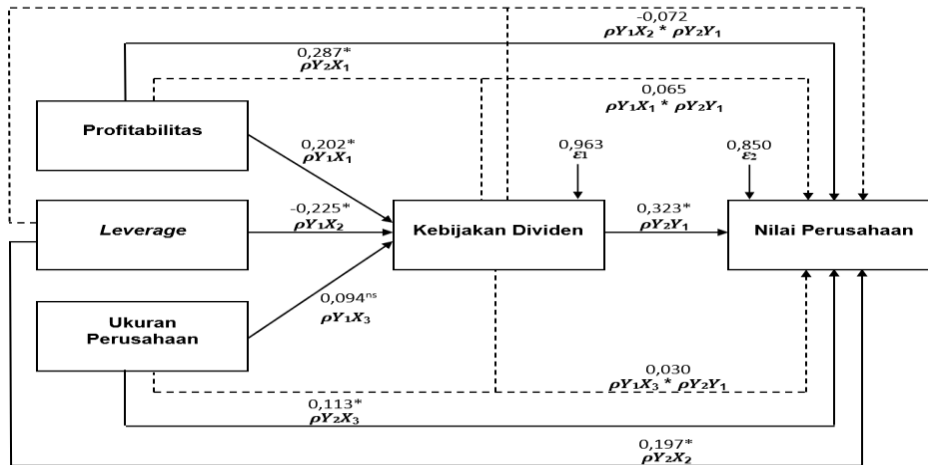 -0,072
ρY₁X₂ * ρY₂Y₁
0,287*
ρY₂X₁
0,065
ρY₁X₁ * ρY₂Y₁
Profitabilitas
0,202*
ρY₁X₁
0,963
ε₁
0,850
ε₂
Leverage
-0,225*
ρY₁X₂
Kebijakan Dividen
0,323*
ρY₂Y₁
Nilai Perusahaan
0,094ⁿˢ
ρY₁X₃
Ukuran
Perusahaan
0,030
ρY₁X₃ * ρY₂Y₁
0,113*
ρY₂X₃
0,197*
ρY₂X₂